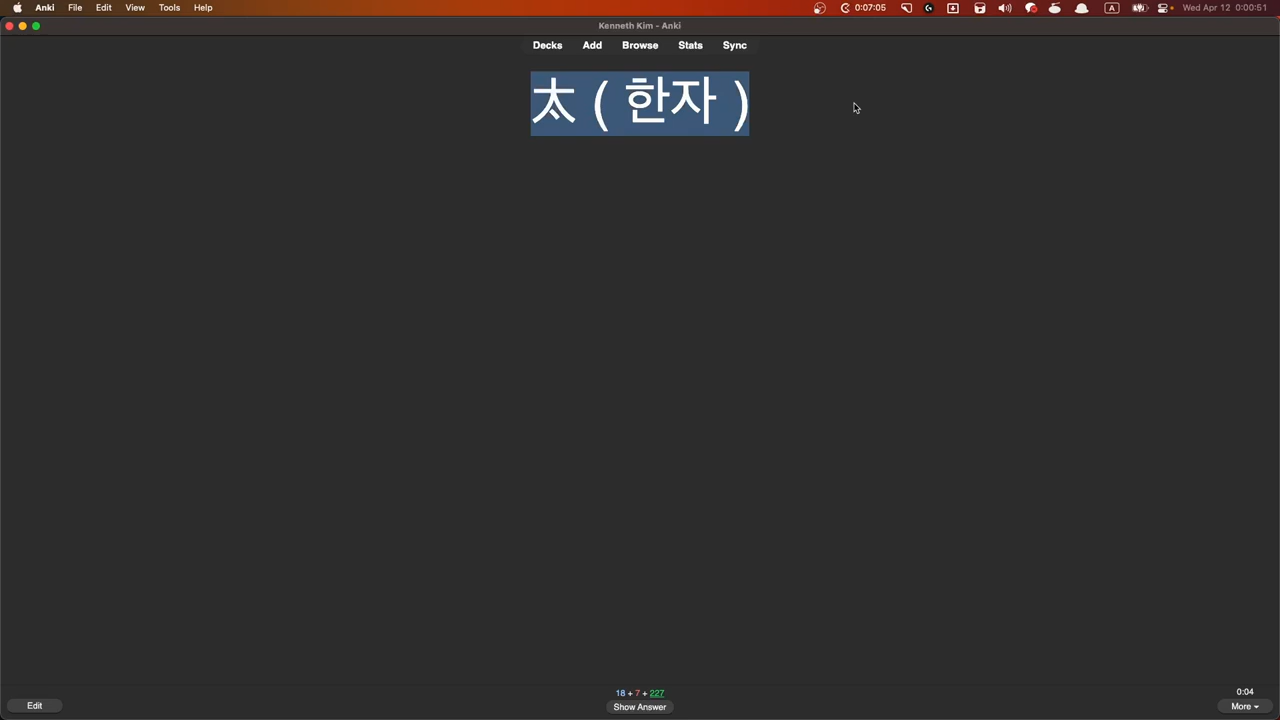 Anki File Edit View Tools Help 0:07:05 A Wed Apr 12 0:00:51
Kenneth Kim - Anki
Decks Add Browse Stats Sync
太 ( 한자 )
18 + 7 + 227
Edit Show Answer 0:04
More